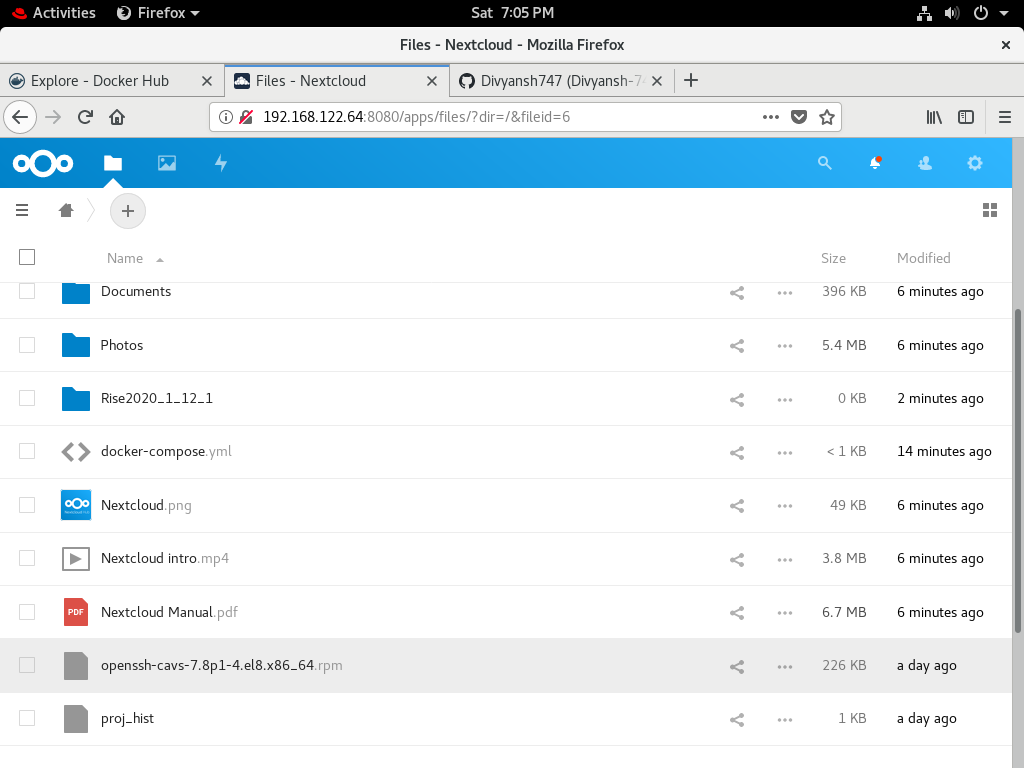 Activities Firefox Sat 7:05 PM
Files - Nextcloud - Mozilla Firefox
Explore - Docker Hub Files - Nextcloud Divyansh747 (Divyansh-74
192.168.122.64:8080/apps/files/?dir=/&fileid=6
Name Size Modified
Documents 396 KB 6 minutes ago
Photos 5.4 MB 6 minutes ago
Rise2020_1_12_1 0 KB 2 minutes ago
docker-compose.yml < 1 KB 14 minutes ago
Nextcloud.png 49 KB 6 minutes ago
Nextcloud intro.mp4 3.8 MB 6 minutes ago
PDF Nextcloud Manual.pdf 6.7 MB 6 minutes ago
openssh-cavs-7.8p1-4.el8.x86_64.rpm 226 KB a day ago
proj_hist 1 KB a day ago